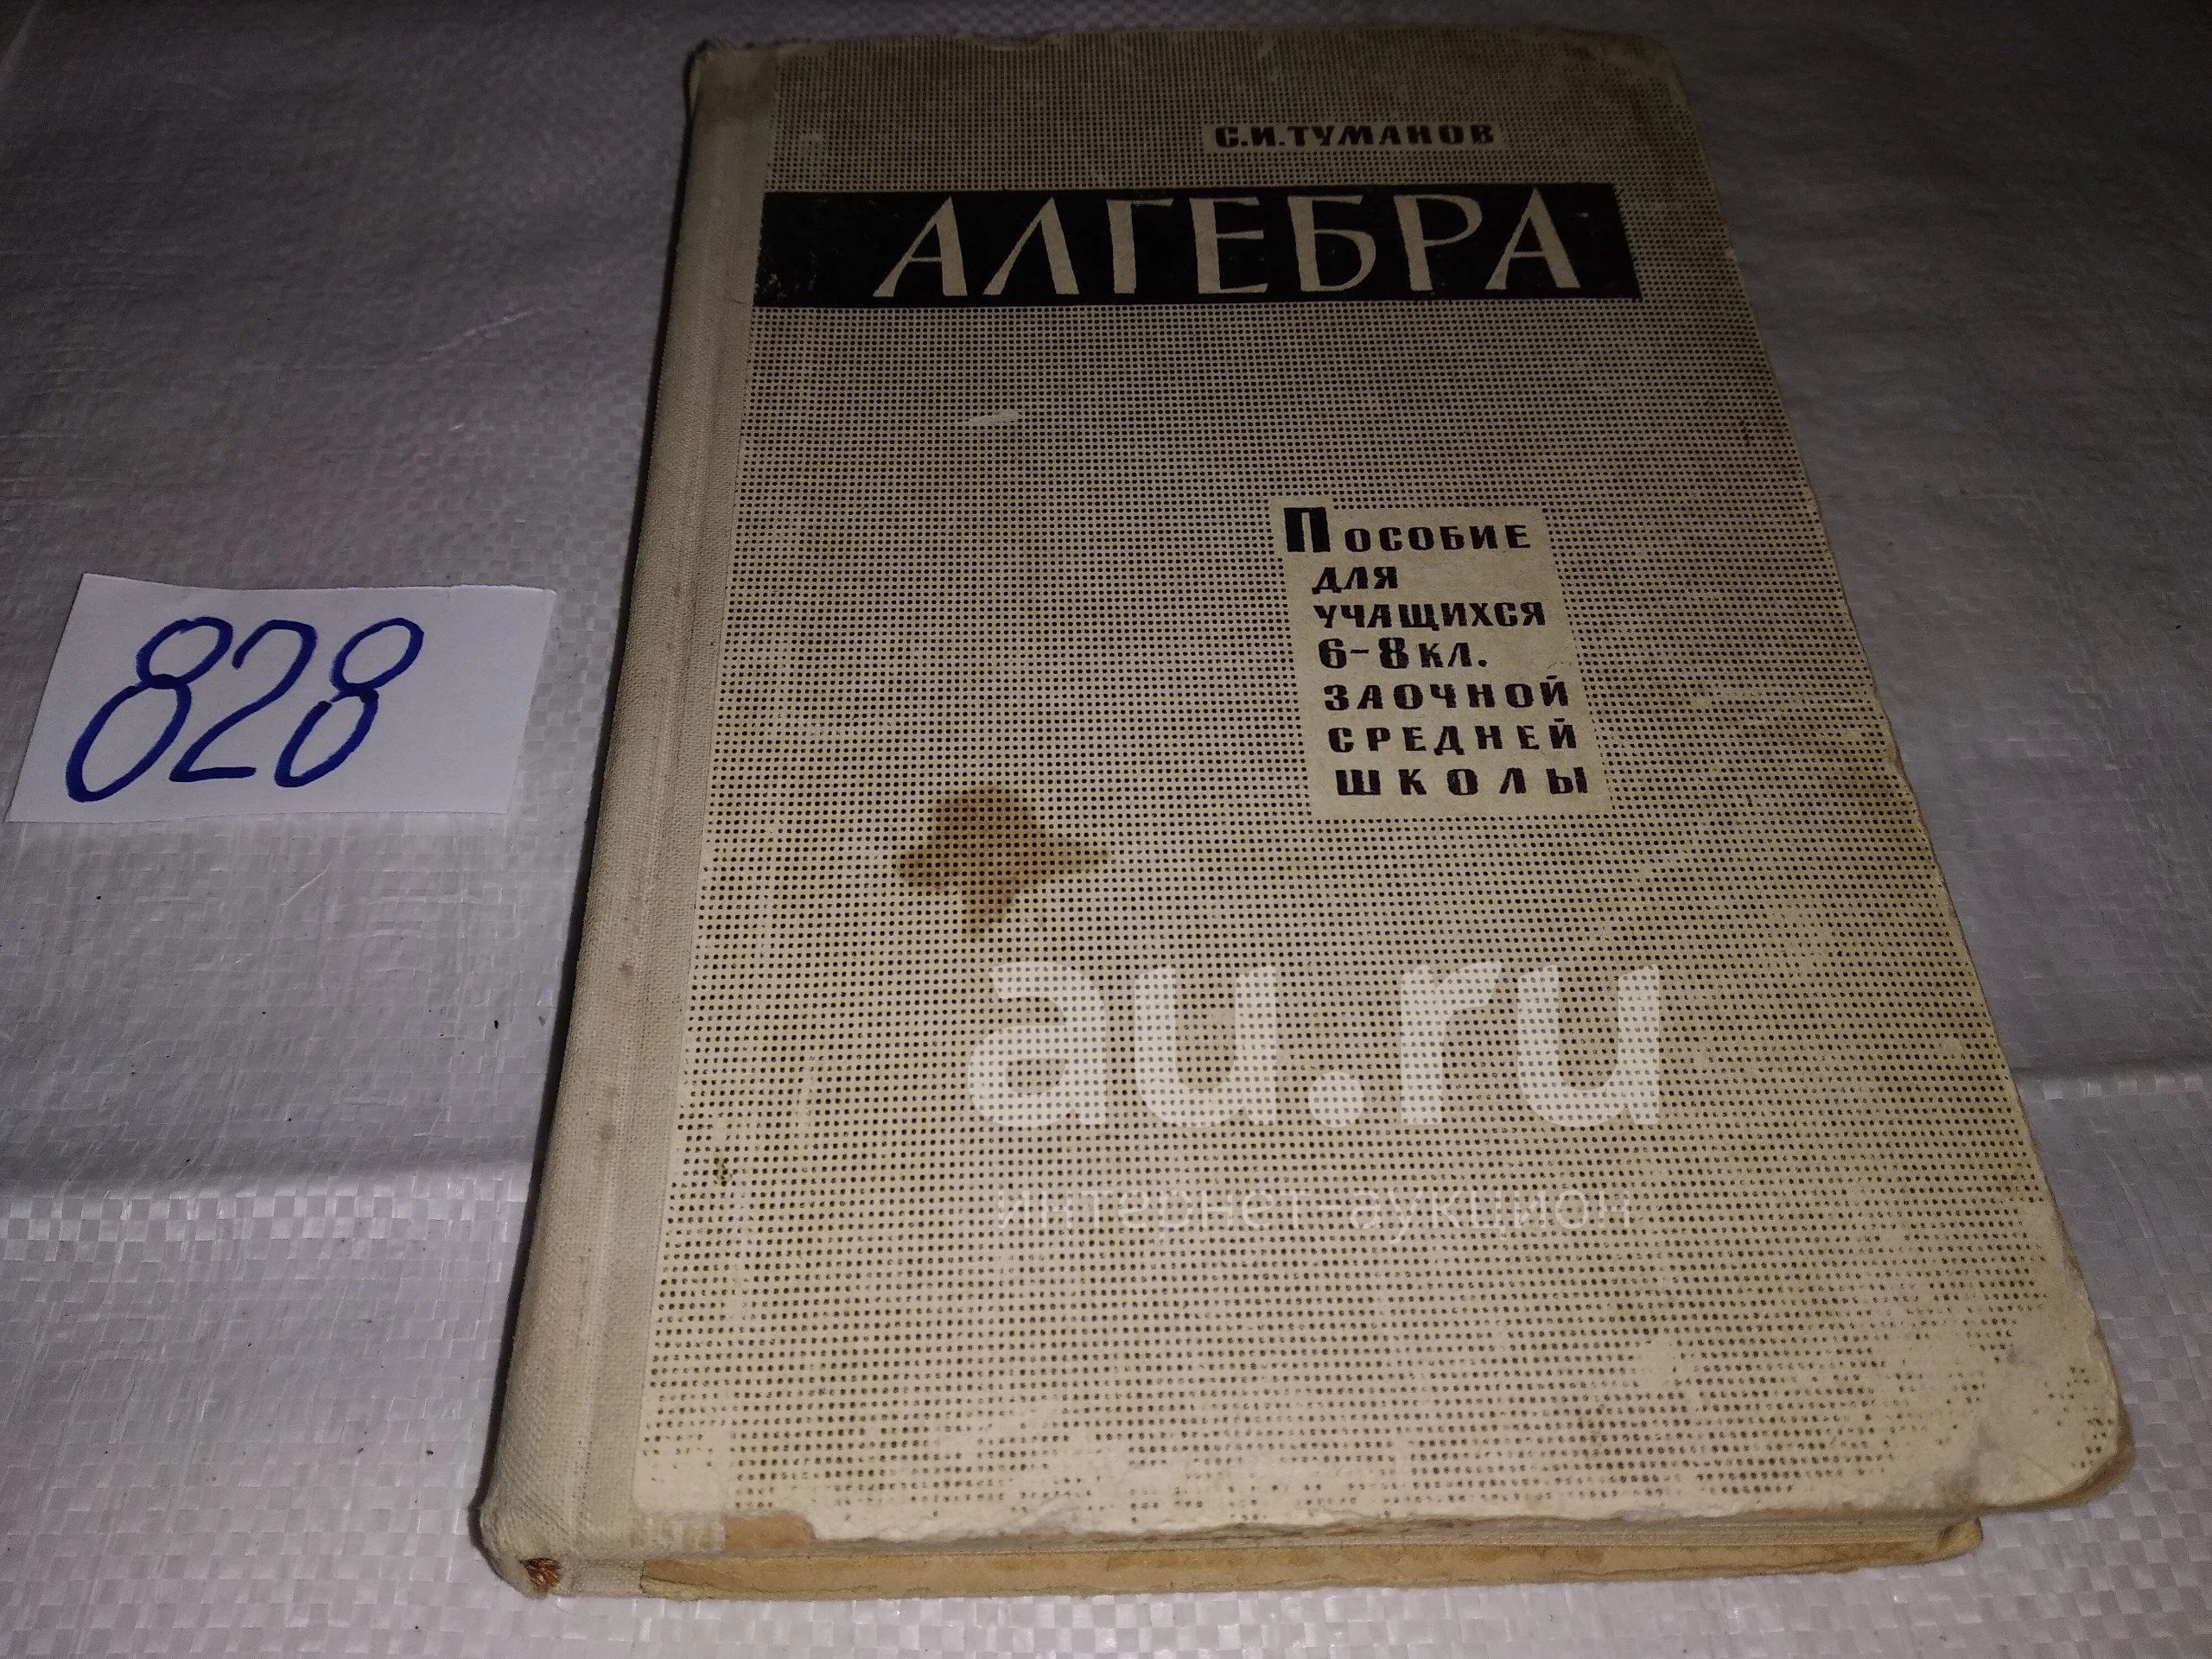 С.И.ТУМАНОВ
АЛГЕБРА
ПОСОБИЕ
ДЛЯ
УЧАЩИХСЯ
6-8 КЛ.
ЗАОЧНОЙ
СРЕДНЕЙ
ШКОЛЫ
828
au.ru
интернет-аукцион